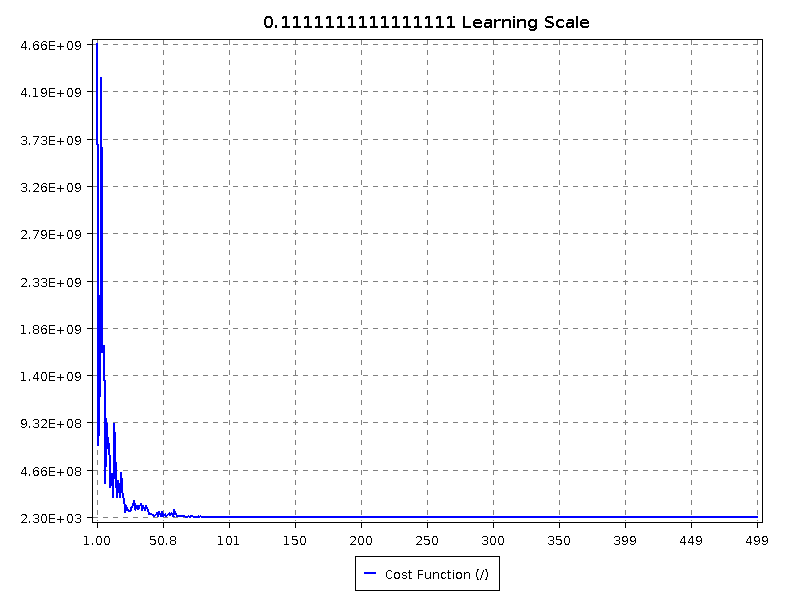 0.1111111111111111 Learning Scale
4.66E+09
4.19E+09
3.73E+09
3.26E+09
2.79E+09
2.33E+09
1.86E+09
1.40E+09
9.32E+08
4.66E+08
2.30E+03
1.00 50.8 101 150 200 250 300 350 399 449 499
Cost Function (/)